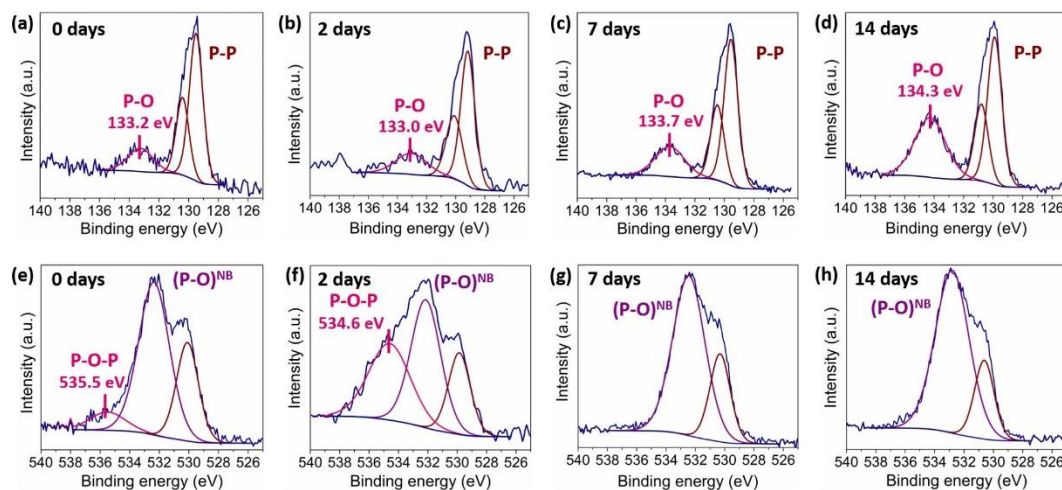 (a) 0 days
P-P
P-O
133.2 eV
Intensity (a.u.)
140 138 136 134 132 130 128 126
Binding energy (eV)
(b) 2 days
P-P
P-O
133.0 eV
Intensity (a.u.)
140 138 136 134 132 130 128 126
Binding energy (eV)
(c) 7 days
P-P
P-O
133.7 eV
Intensity (a.u.)
140 138 136 134 132 130 128 126
Binding energy (eV)
(d) 14 days
P-O
P-P
134.3 eV
Intensity (a.u.)
140 138 136 134 132 130 128 126
Binding energy (eV)
(e) 0 days
(P-O)NB
P-O-P
535.5 eV
Intensity (a.u.)
540 538 536 534 532 530 528 526
Binding energy (eV)
(f) 2 days
(P-O)NB
P-O-P
534.6 eV
Intensity (a.u.)
540 538 536 534 532 530 528 526
Binding energy (eV)
(g) 7 days
(P-O)NB
Intensity (a.u.)
540 538 536 534 532 530 528 526
Binding energy (eV)
(h) 14 days
(P-O)NB
Intensity (a.u.)
540 538 536 534 532 530 528 526
Binding energy (eV)